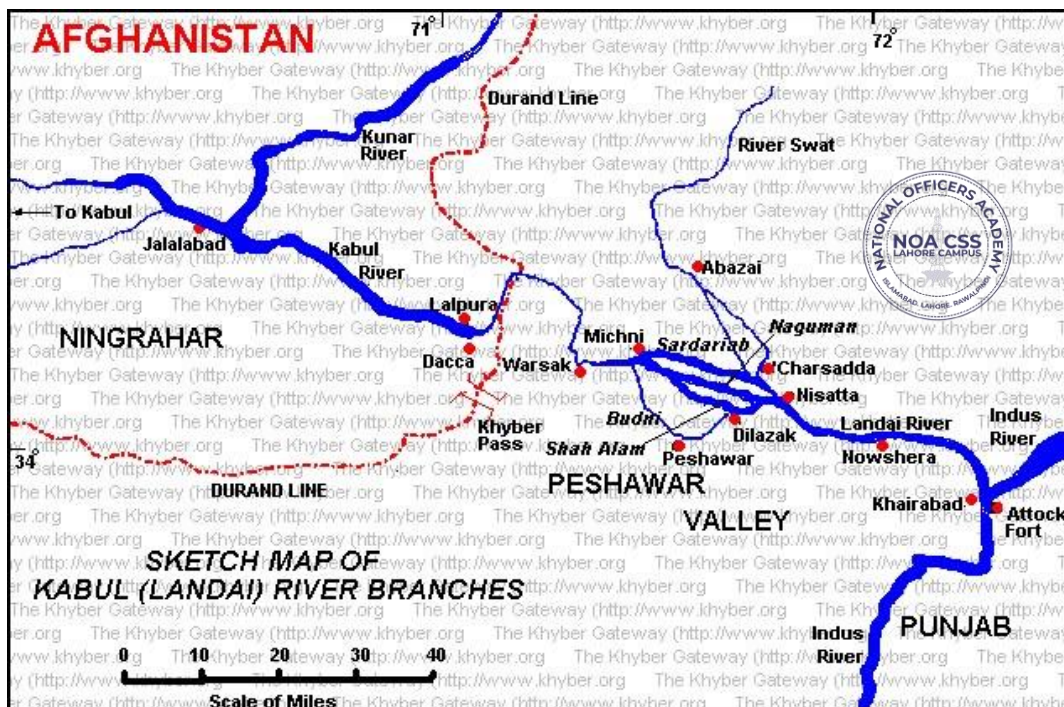 AFGHANISTAN
71°
72°
Durand Line
Kunar
River
River Swat
To Kabul
Jalalabad
Kabul
River
Abazai
NATIONAL OFFICERS ACADEMY
NOA CSS
LAHORE CAMPUS
ISLAMABAD, LAHORE, RAWALPINDI
Lalpura
NINGRAHAR
Dacca
Michni
Naguman
Sardariab
Warsak
Charsadda
Nisatta
Khyber
Pass
Budni
Dilazak
Shah Alam
Peshawar
Landai River
Nowshera
Indus
River
34°
DURAND LINE
PESHAWAR
VALLEY
Khairabad
Attock
Fort
SKETCH MAP OF
KABUL (LANDAI) RIVER BRANCHES
Indus
River
PUNJAB
0 10 20 40
Scale of Miles
The Khyber Gateway (http://www.khyber.org